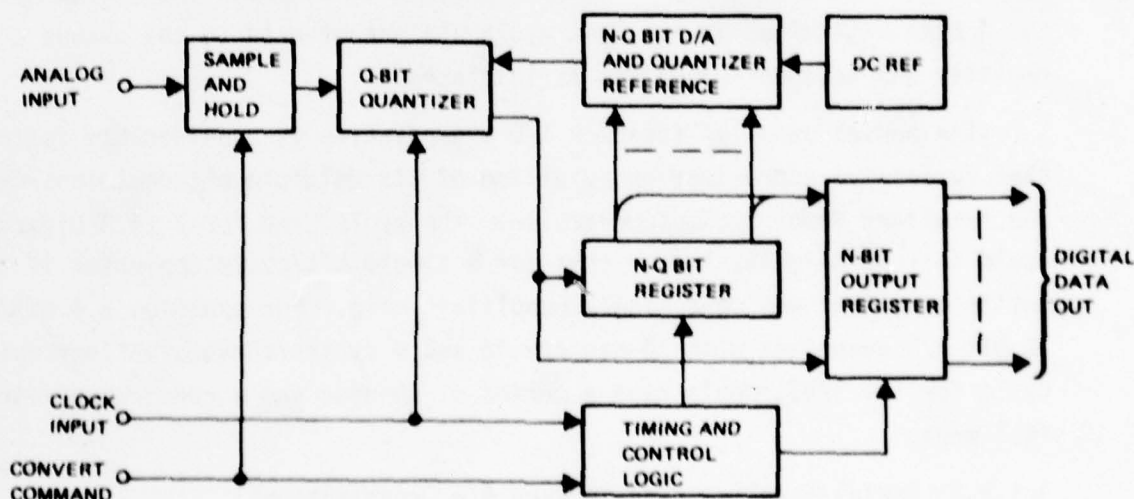 ANALOG
INPUT
SAMPLE
AND
HOLD
Q-BIT
QUANTIZER
N-Q BIT D/A
AND QUANTIZER
REFERENCE
DC REF
N-Q BIT
REGISTER
N-BIT
OUTPUT
REGISTER
DIGITAL
DATA
OUT
CLOCK
INPUT
CONVERT
COMMAND
TIMING AND
CONTROL
LOGIC